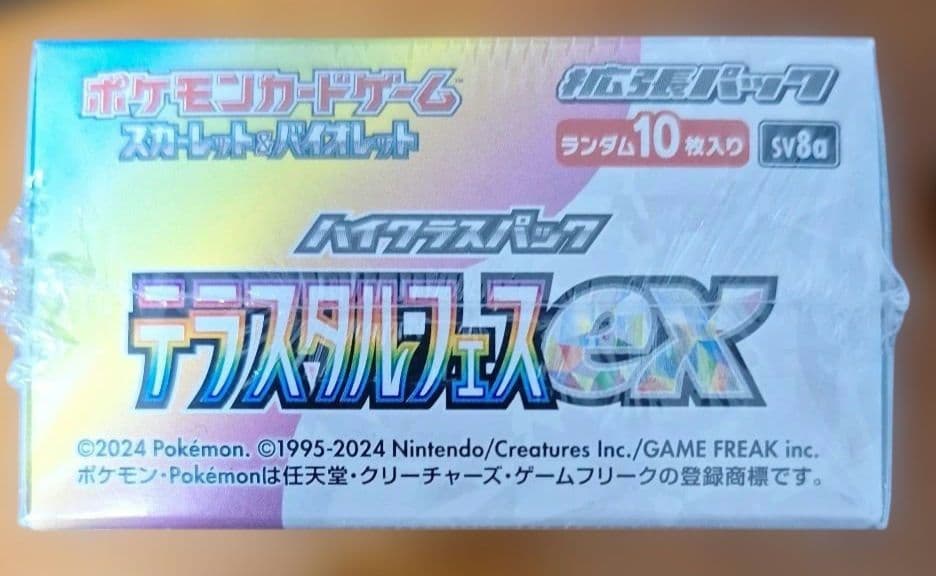 ポケモンカードゲーム™
スカーレット&バイオレット
拡張パック
ランダム10枚入り
SV8a
ハイクラスパック
テラスタルフェスex
©2024 Pokémon. ©1995-2024 Nintendo/Creatures Inc./GAME FREAK inc.
ポケモン・Pokémonは任天堂・クリーチャーズ・ゲームフリークの登録商標です。